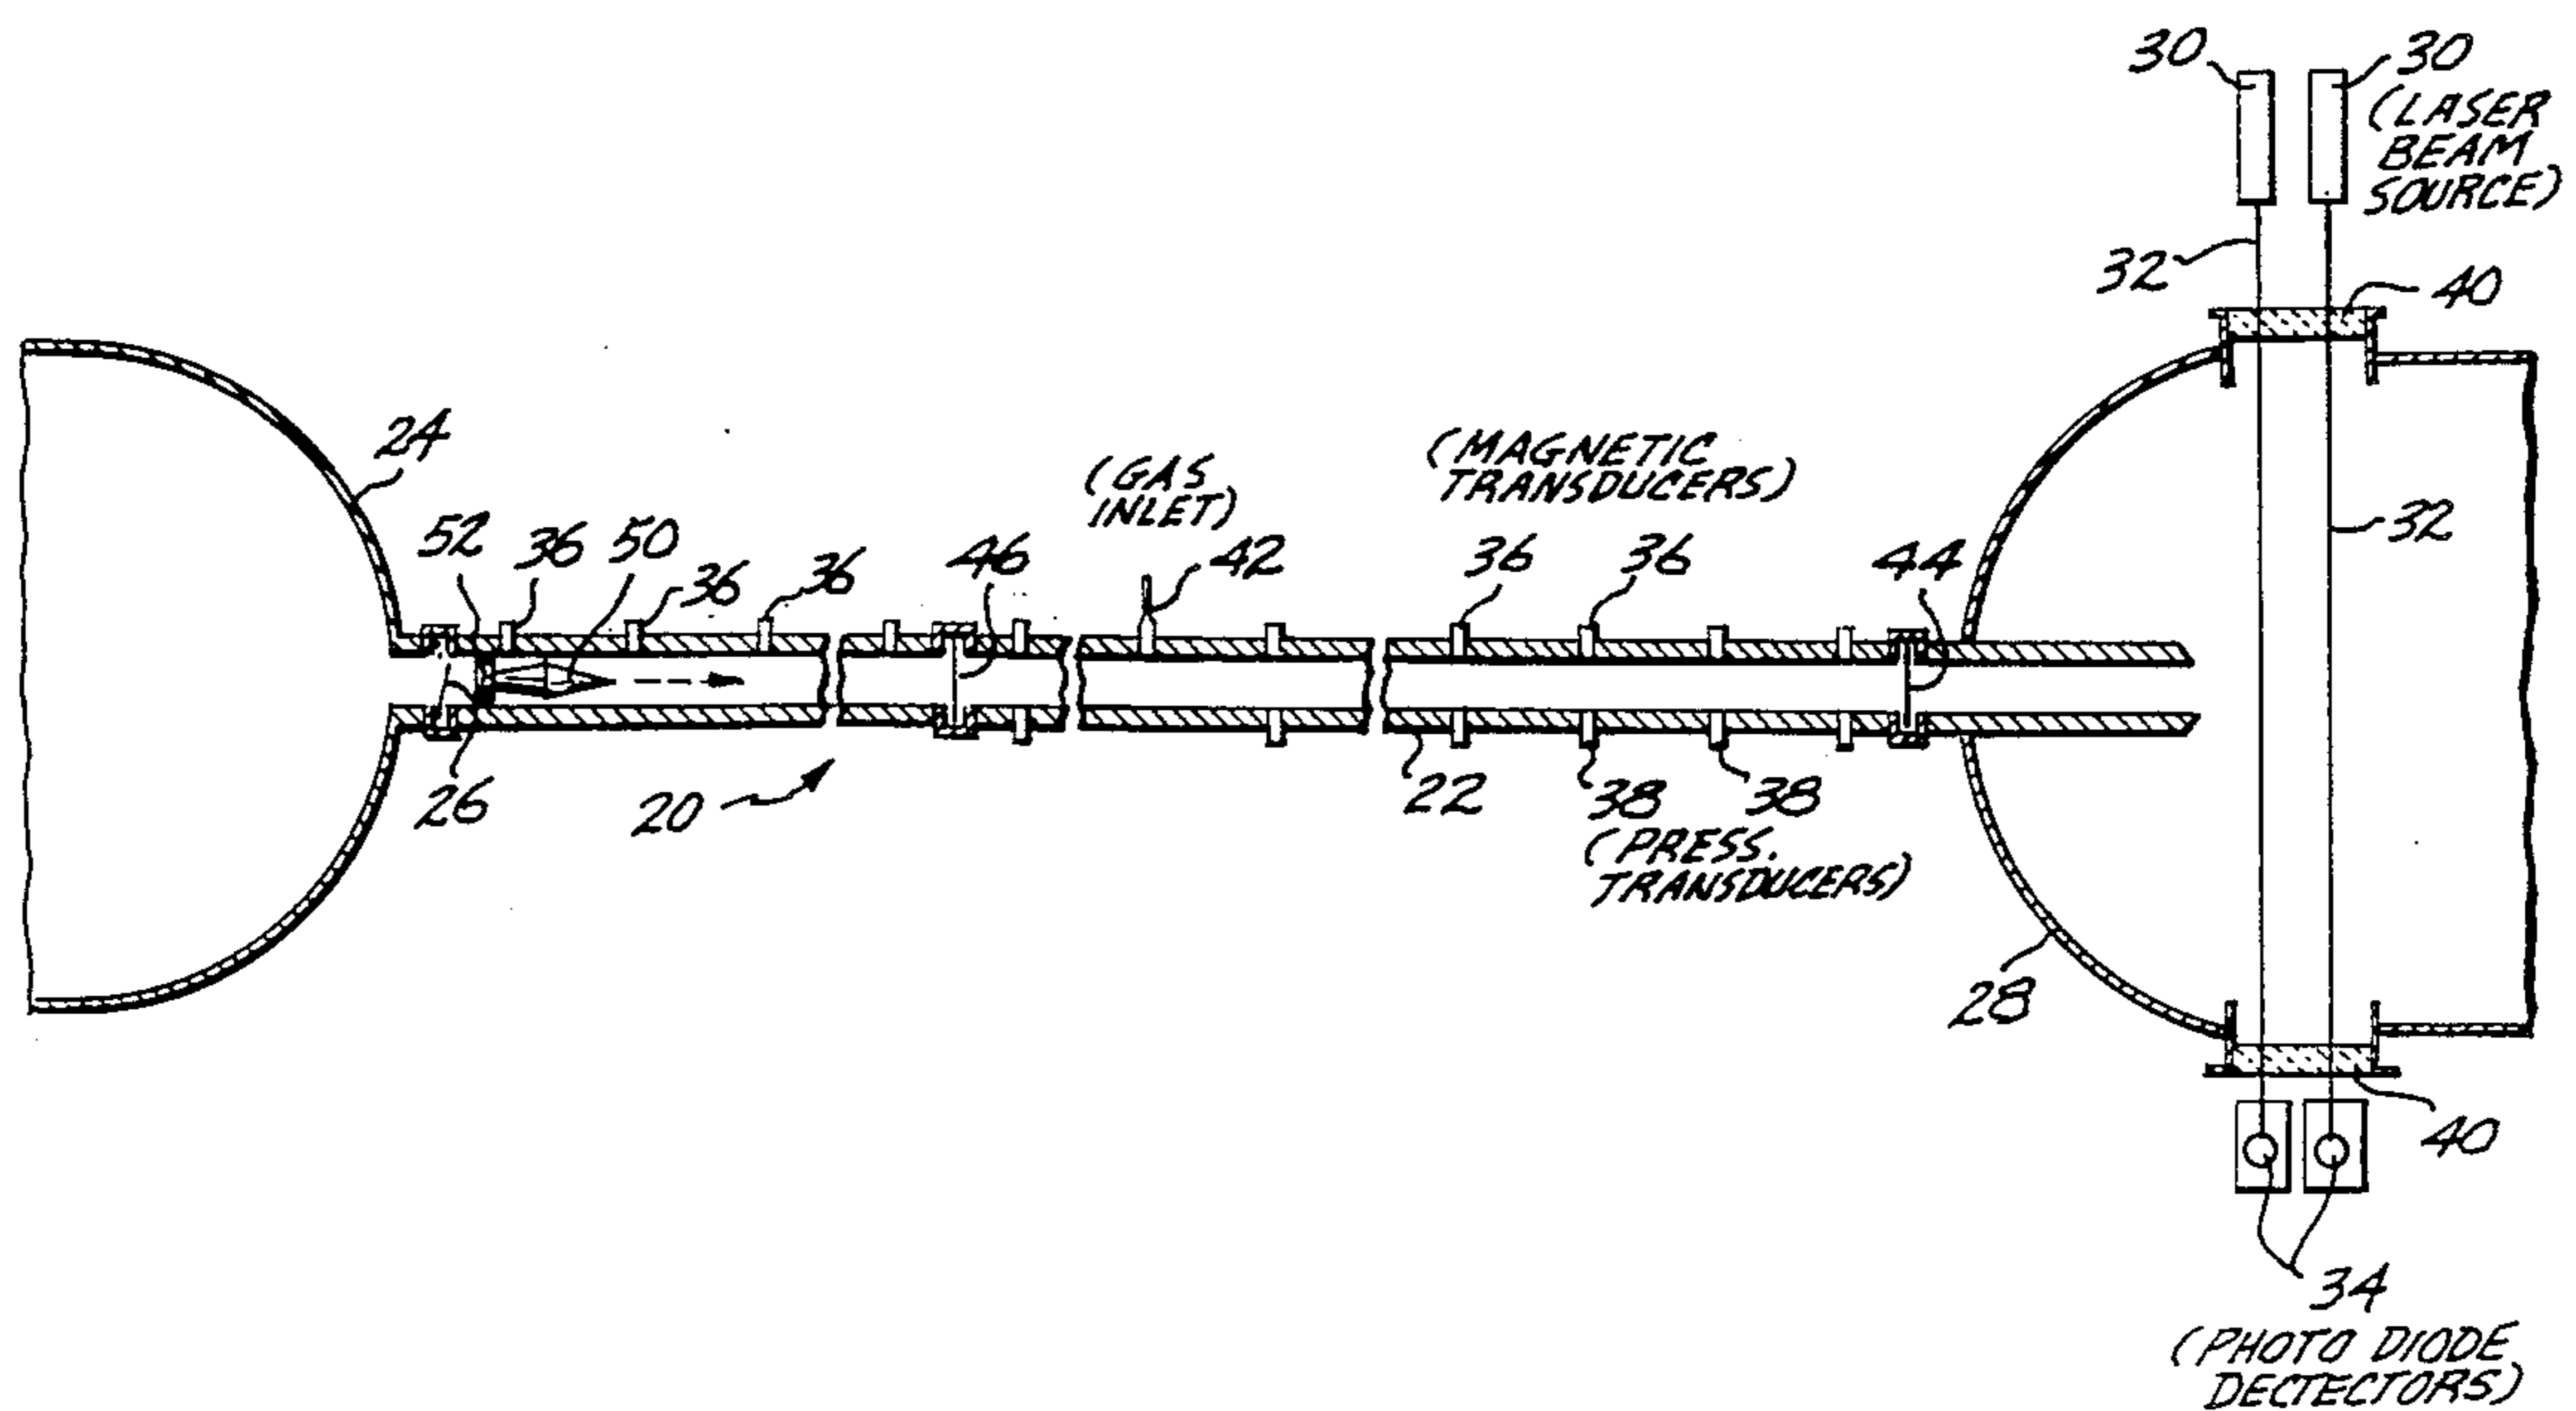 30
30
(LASER
BEAM
SOURCE)
32
40
24
(GAS
INLET)
(MAGNETIC
TRANSDUCERS)
52
36
50
36
36
46
42
36
36
44
32
26
20
22
38
38
(PRESS.
TRANSDUCERS)
28
40
34
(PHOTO DIODE
DECTECTORS)